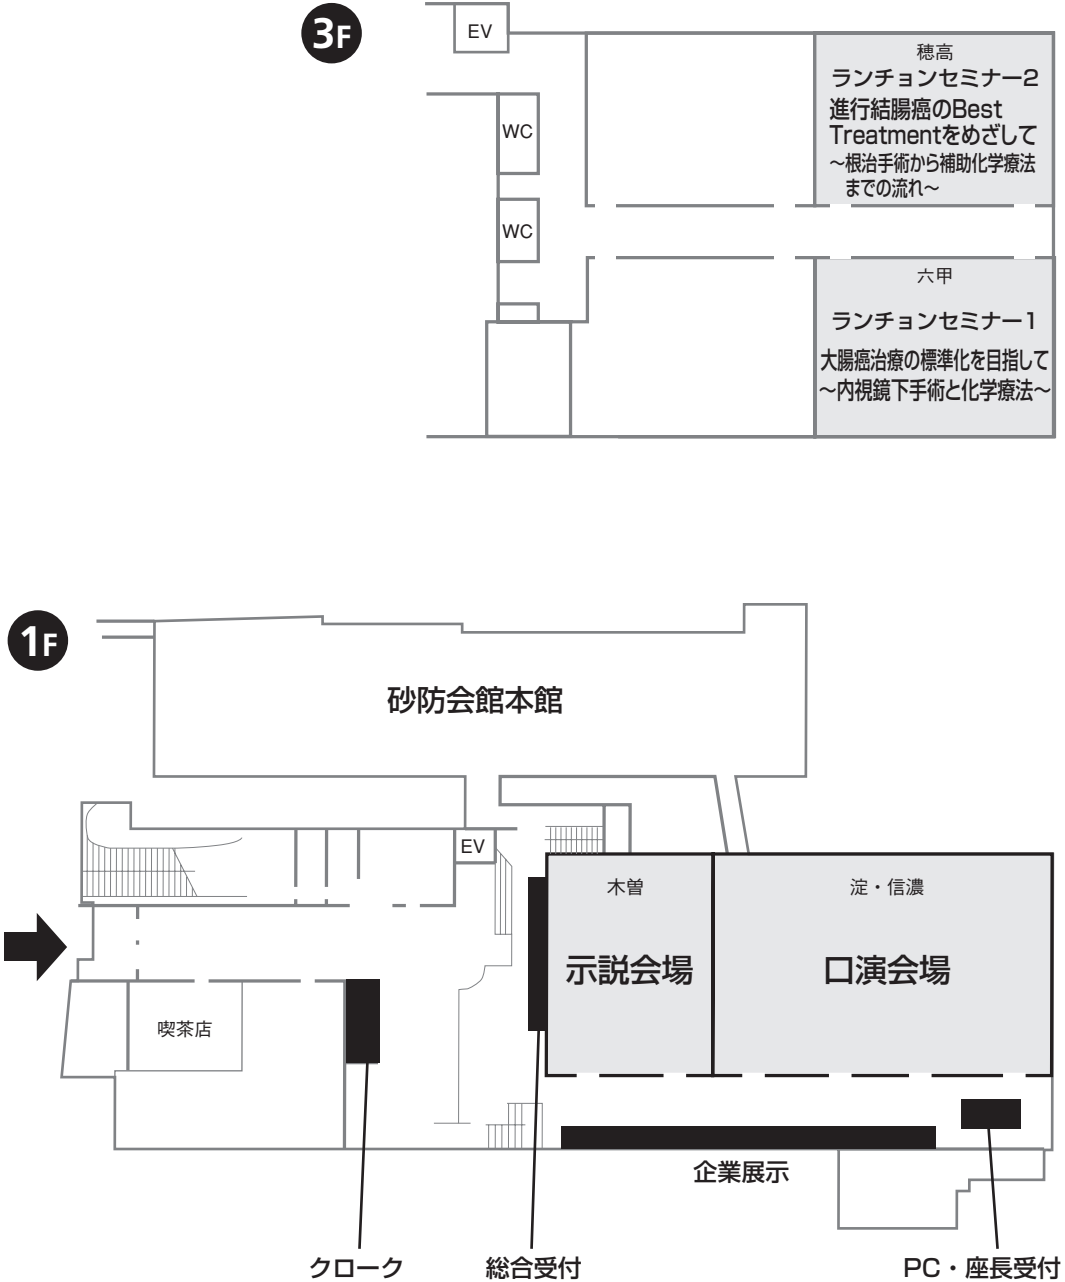 3F
EV
穂高
ランチョンセミナー2
進行結腸癌のBest
Treatmentをめざして
〜根治手術から補助化学療法
までの流れ〜
WC
WC
六甲
ランチョンセミナー1
大腸癌治療の標準化を目指して
〜内視鏡下手術と化学療法〜
1F
砂防会館本館
EV
木曽
淀・信濃
示説会場
口演会場
喫茶店
企業展示
クローク
総合受付
PC・座長受付